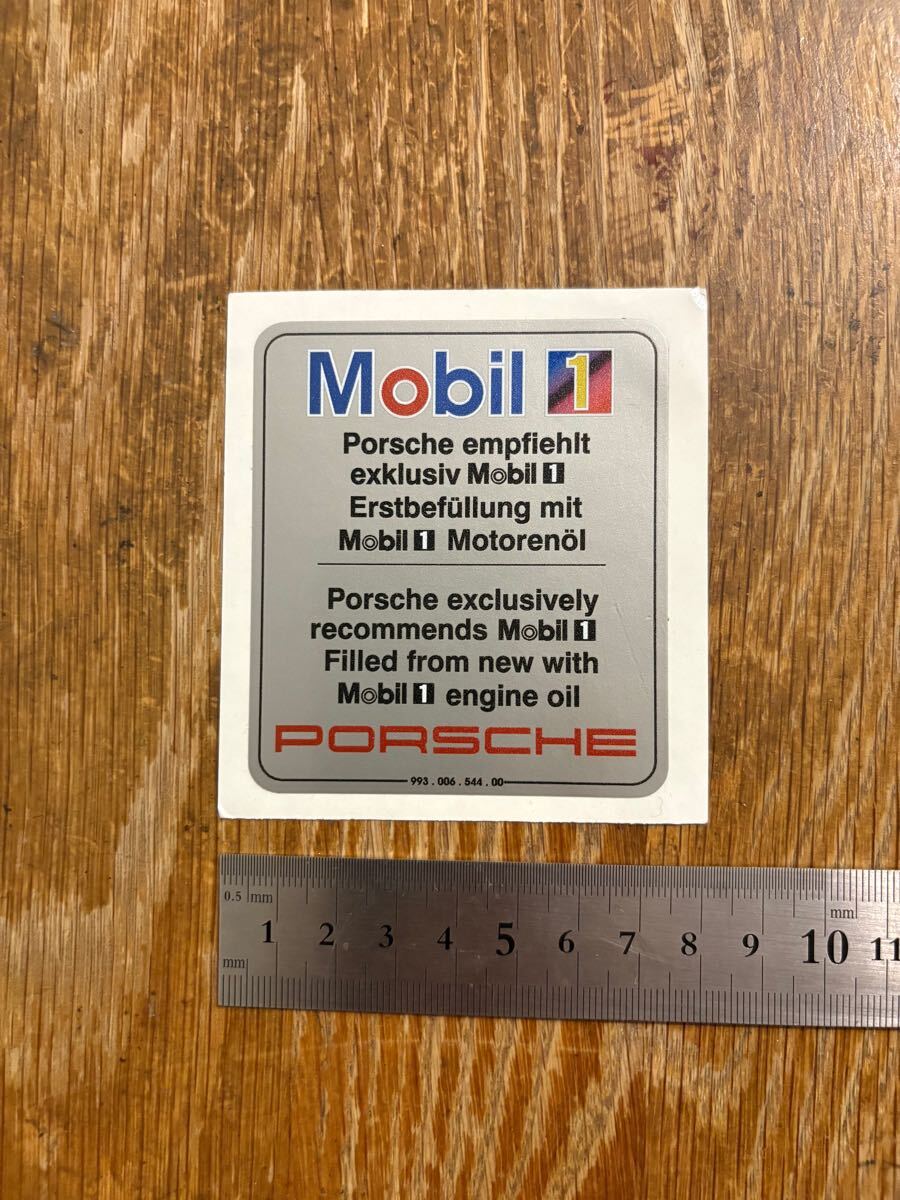 Mobil 1
Porsche empfiehlt
exklusiv Mobil 1
Erstbefüllung mit
Mobil 1 Motorenöl
Porsche exclusively
recommends Mobil 1
Filled from new with
Mobil 1 engine oil
PORSCHE
993.006.544.00
0.5 mm
mm
1 2 3 4 5 6 7 8 9 10 11
mm